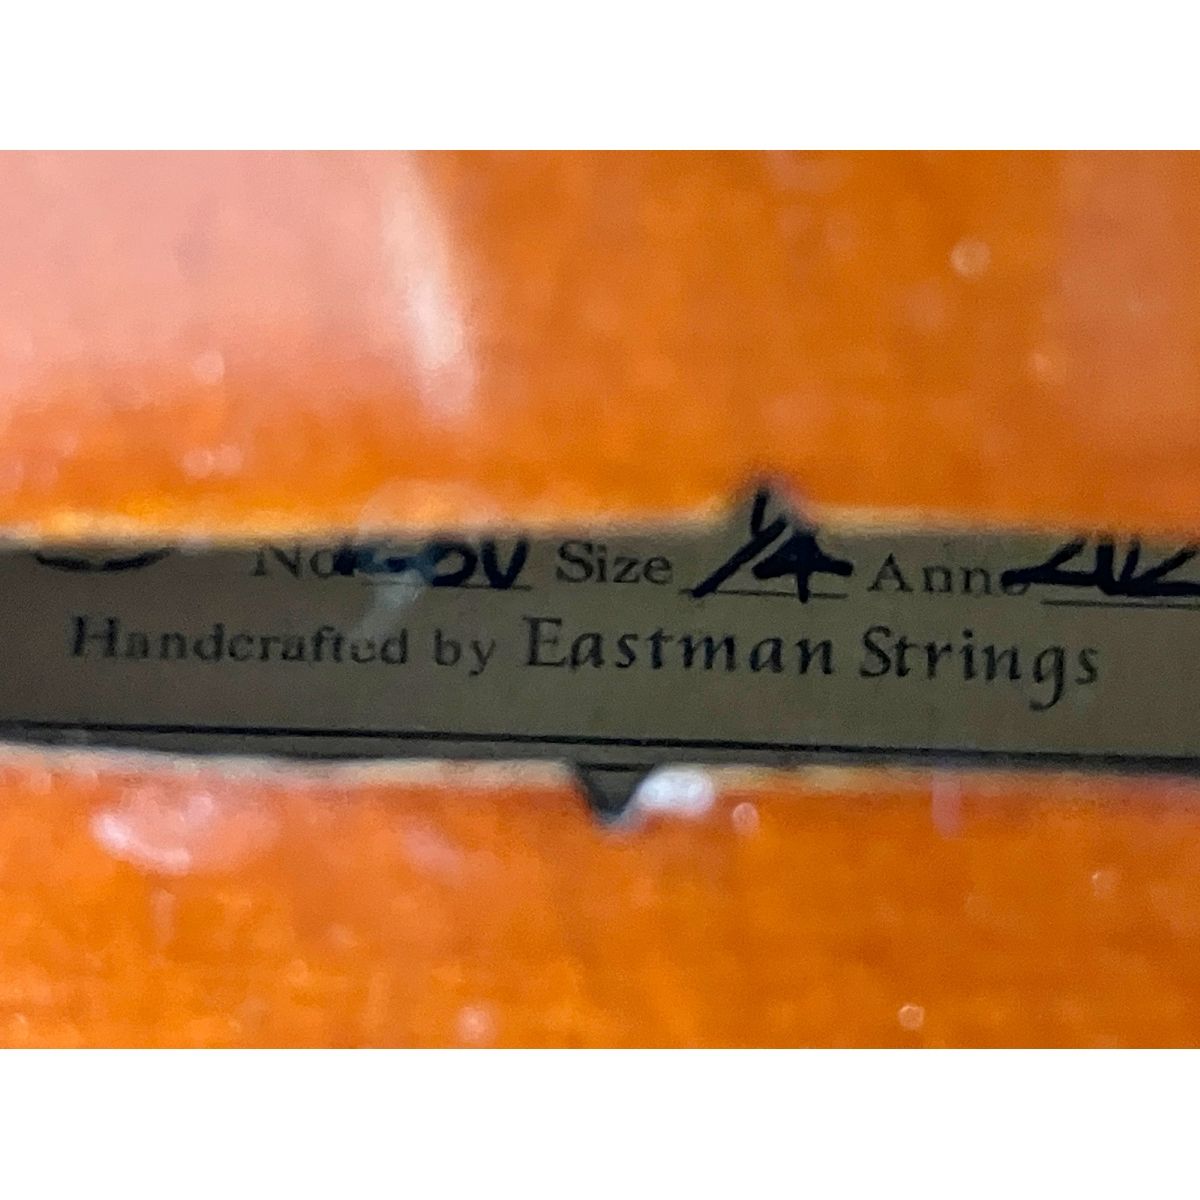 No Size 1/4 Anno
Handcrafted by Eastman Strings